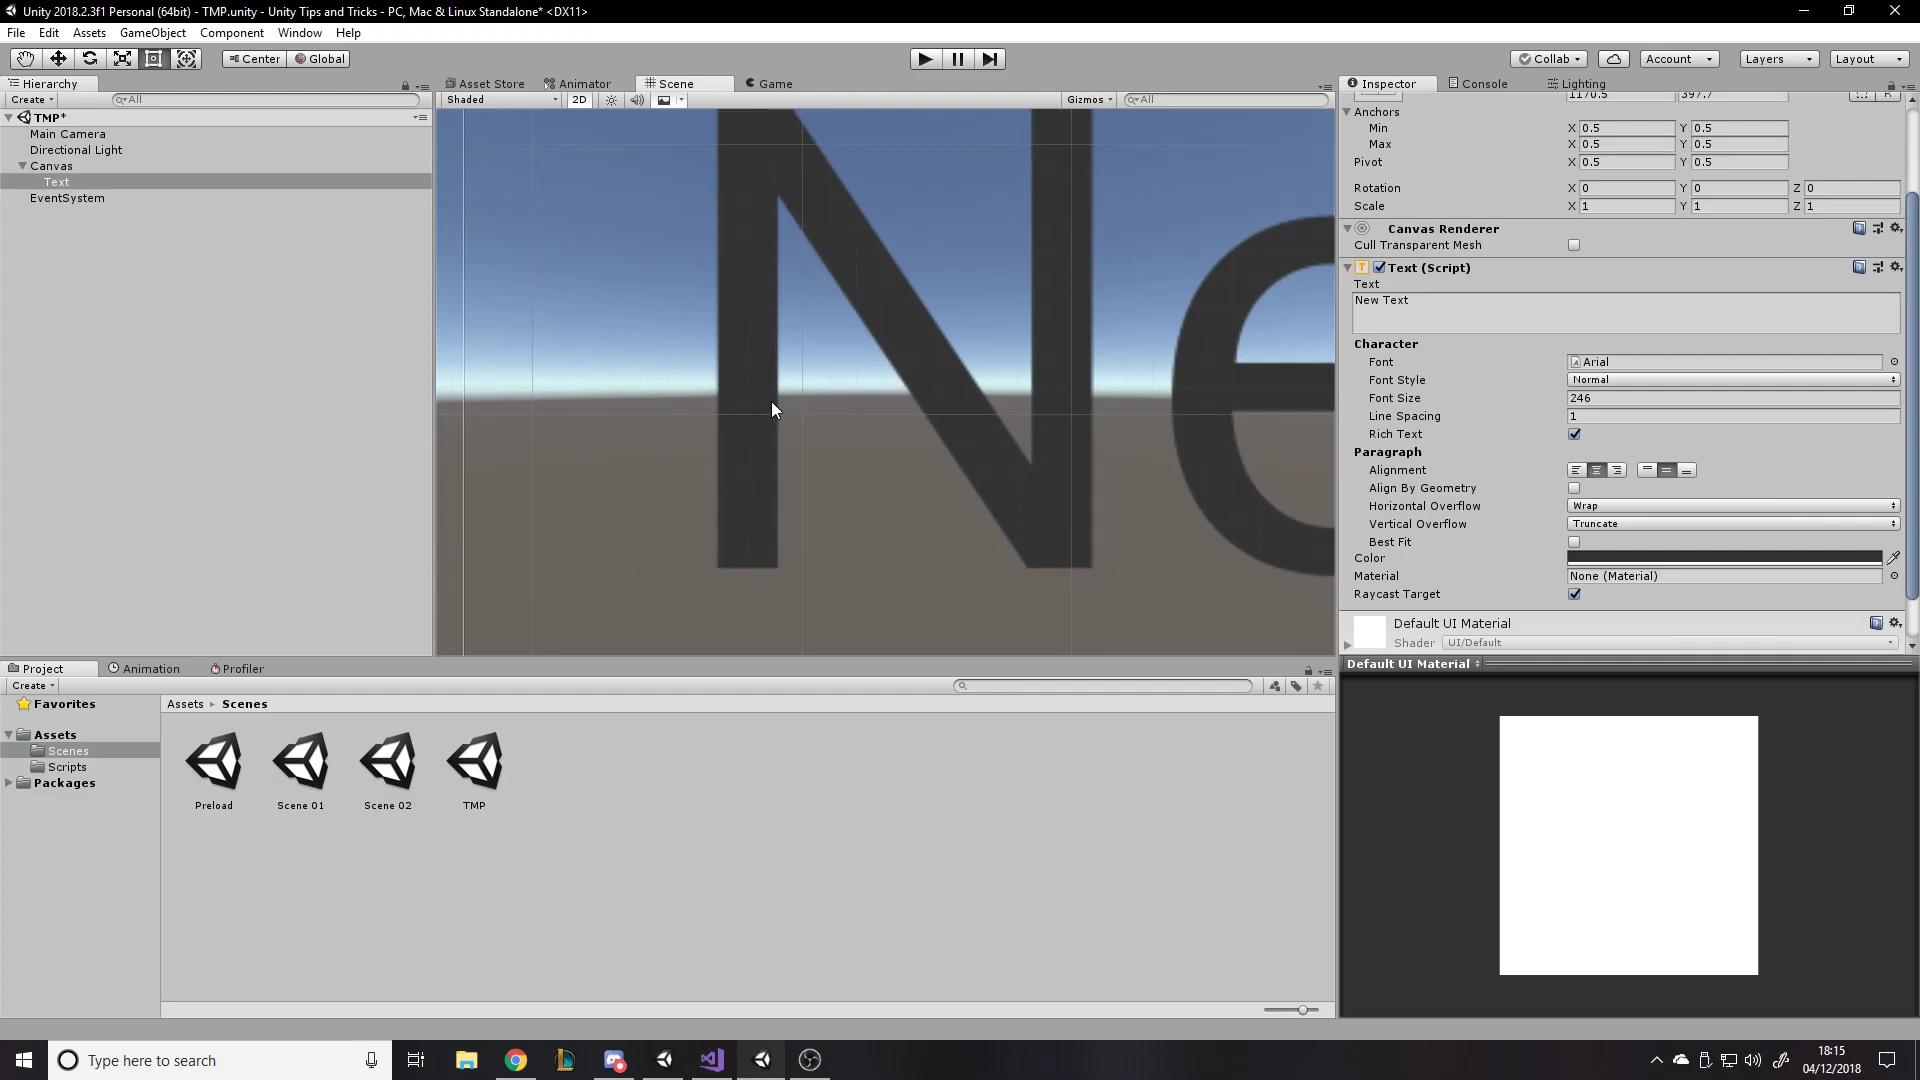 Unity 2018.2.3f1 Personal (64bit) - TMP.unity - Unity Tips and Tricks - PC, Mac & Linux Standalone* <DX11>
File Edit Assets GameObject Component Window Help
Center Global Collab Account Layers Layout
Hierarchy
Create All
TMP*
Main Camera
Directional Light
Canvas
Text
EventSystem
Asset Store Animator Scene Game
Shaded 2D Gizmos All
Ne
Inspector Console Lighting
1170.5 397.7
Anchors
Min X 0.5 Y 0.5
Max X 0.5 Y 0.5
Pivot X 0.5 Y 0.5
Rotation X 0 Y 0 Z 0
Scale X 1 Y 1 Z 1
Canvas Renderer
Cull Transparent Mesh
Text (Script)
Text
New Text
Character
Font Arial
Font Style Normal
Font Size 246
Line Spacing 1
Rich Text
Paragraph
Alignment
Align By Geometry
Horizontal Overflow Wrap
Vertical Overflow Truncate
Best Fit
Color
Material None (Material)
Raycast Target
Default UI Material
Shader UI/Default
Default UI Material
Project Animation Profiler
Create
Favorites
Assets
Scenes
Scripts
Packages
Assets Scenes
Preload Scene 01 Scene 02 TMP
Type here to search
18:15
04/12/2018